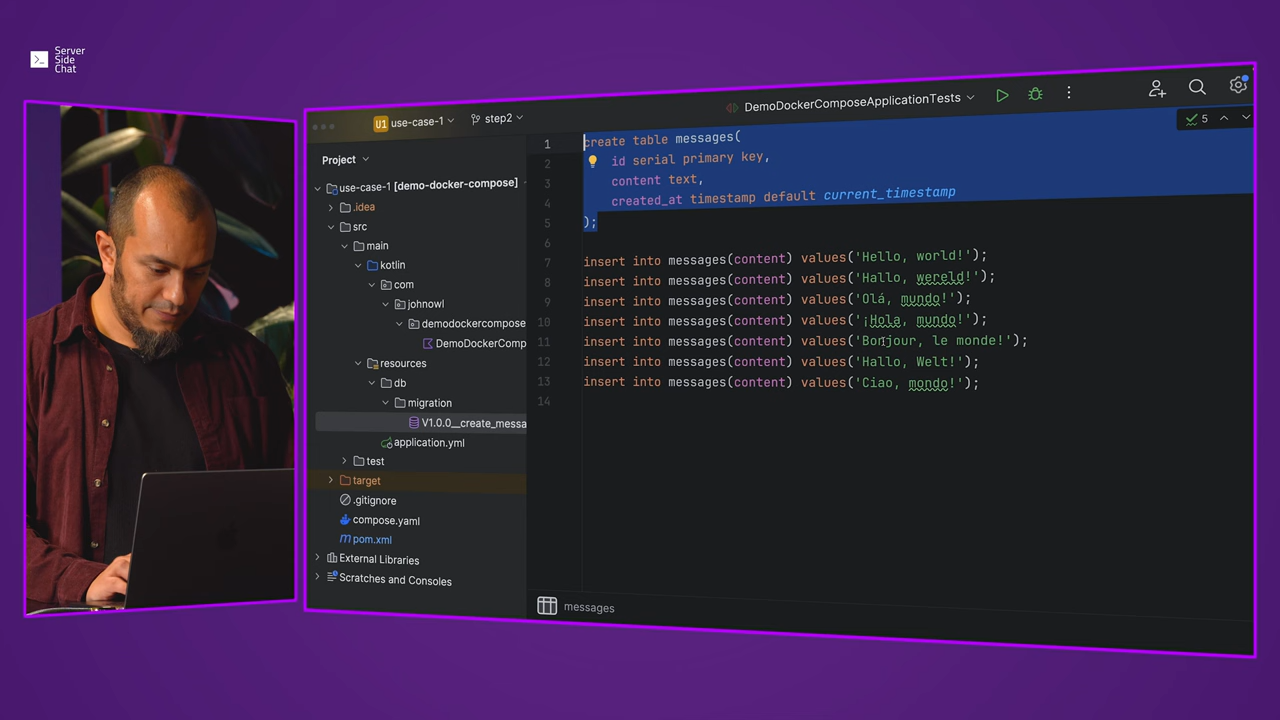 Server
Side
Chat
U1 use-case-1
step2
DemoDockerComposeApplicationTests
5
Project
use-case-1 [demo-docker-compose]
.idea
src
main
kotlin
com
johnowl
demodockercompose
DemoDockerComp
resources
db
migration
V1.0.0__create_messa
application.yml
test
target
.gitignore
compose.yaml
pom.xml
External Libraries
Scratches and Consoles
1 create table messages(
2 id serial primary key,
3 content text,
4 created_at timestamp default current_timestamp
5 );
6
7 insert into messages(content) values('Hello, world!');
8 insert into messages(content) values('Hallo, wereld!');
9 insert into messages(content) values('Olá, mundo!');
10 insert into messages(content) values('¡Hola, mundo!');
11 insert into messages(content) values('Bonjour, le monde!');
12 insert into messages(content) values('Hallo, Welt!');
13 insert into messages(content) values('Ciao, mondo!');
14
messages